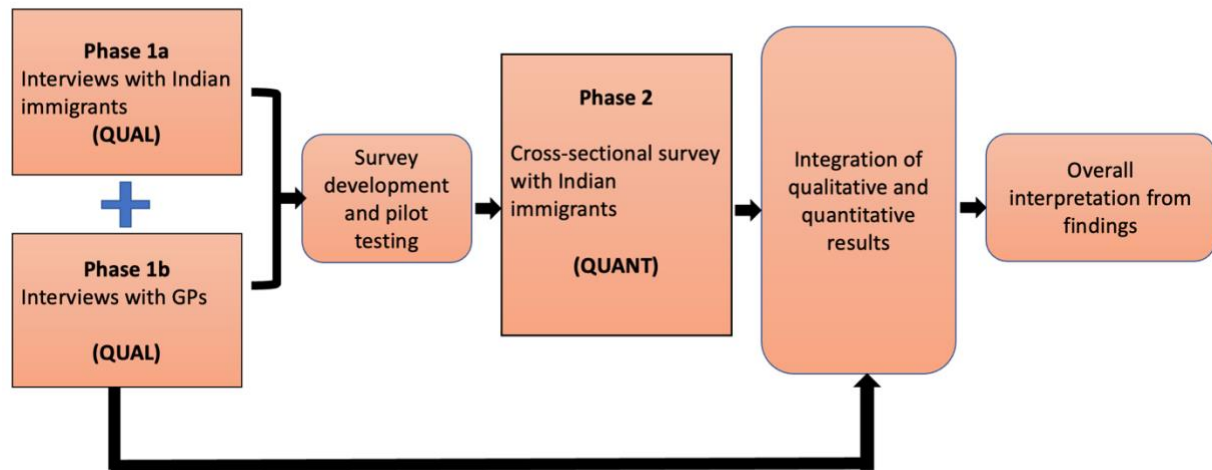 Phase 1a
Interviews with Indian
immigrants
(QUAL)
Phase 1b
Interviews with GPs
(QUAL)
Survey
development
and pilot
testing
Phase 2
Cross-sectional survey
with Indian
immigrants
(QUANT)
Integration of
qualitative and
quantitative
results
Overall
interpretation from
findings